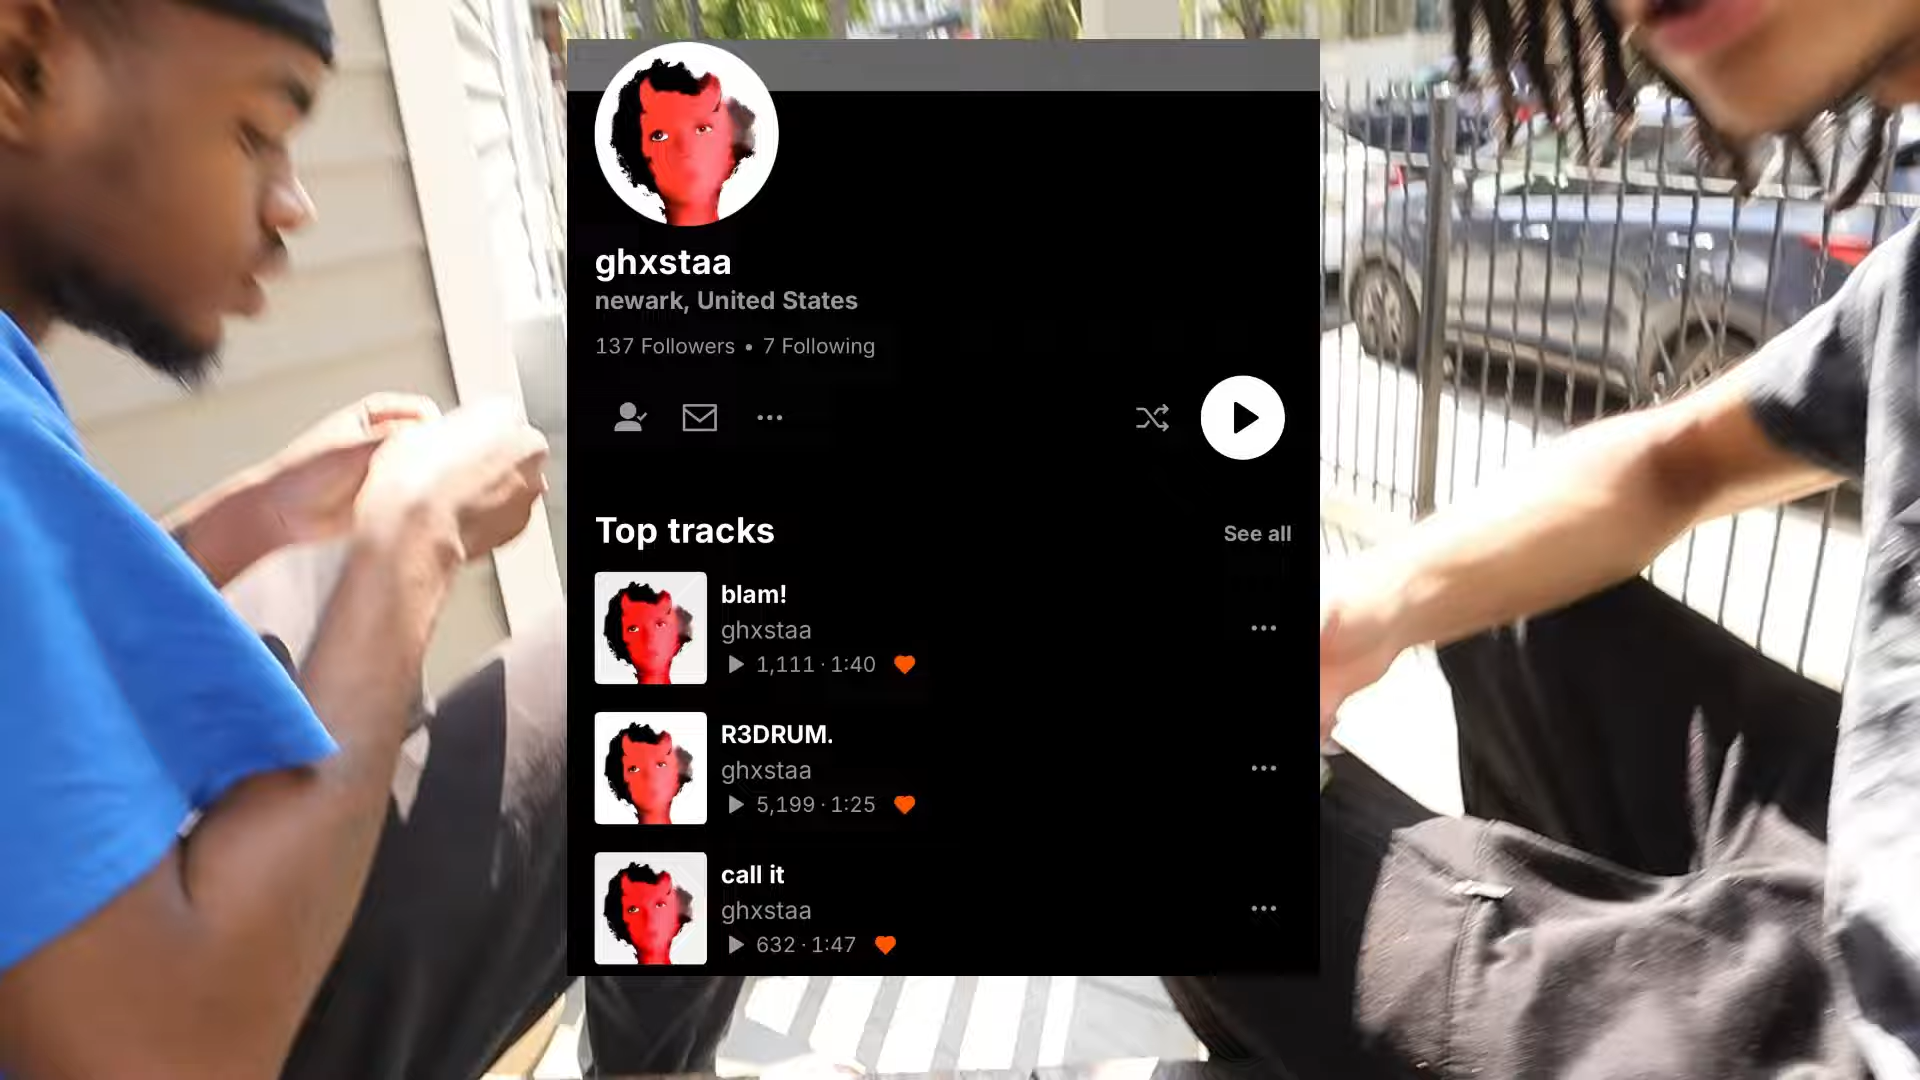 ghxstaa
newark, United States
137 Followers • 7 Following
Top tracks
See all
blam!
ghxstaa
1,111 · 1:40
R3DRUM.
ghxstaa
5,199 · 1:25
call it
ghxstaa
632 · 1:47